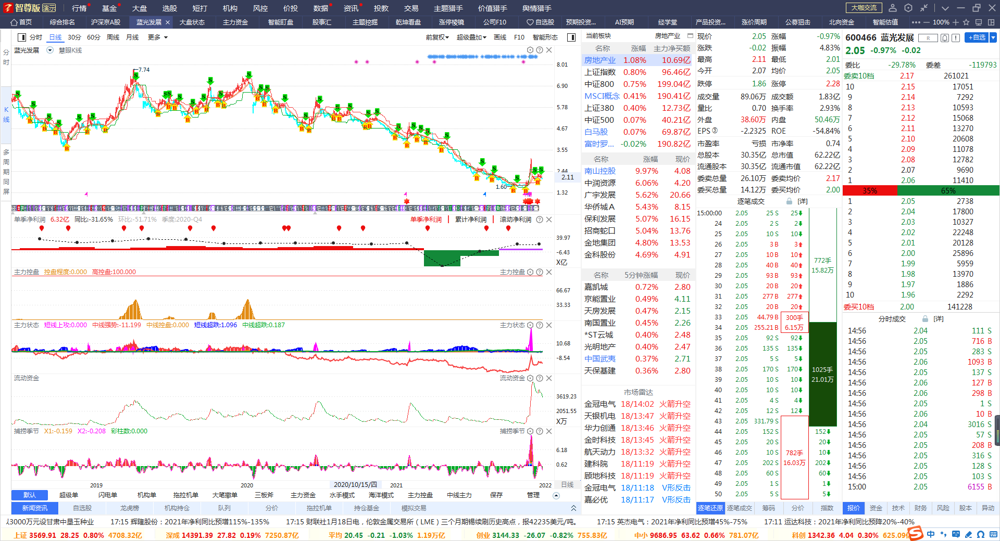 智尊版 演示 行情 基金 大盘 选股 短打 机构 风控 价投 数据 资讯 投教 交易 主题猎手 价值猎手 舆情猎手 大咖交流
首页 综合排名 沪深京A股 蓝光发展 大盘状态 主力资金 智能盯盘 股事汇 主题挖掘 乾坤看盘 涨停棱镜 公司F10 自选股 预期投资... AI预期 经学堂 产品投资... 涨价周期 公募狙击 北向资金 智能估值 100%
分时 日线 30分 60分 周线 月线 更多 前复权 超级叠加 画线 F10 智能形态
蓝光发展 慧眼K线
分时
K线
多周期同屏
7.74
1.60
8.01
6.90
5.78
4.67
3.55
2.44
2.11
1.32
单季净利润 6.32亿 同比:-31.65% 环比:-51.71% 季度:2020-Q4 单季净利润 累计净利润 滚动净利润
39.97
-6.43
X亿
主力控盘 控盘程度:0.000 高控盘:100.000 主力控盘
66.67
33.33
主力状态 短线上攻:0.000 中线强势:-11.199 中线控盘:0.000 短线超跌:1.096 中线超跌:0.187 主力状态
10.68
-8.54
流动资金 流动资金
3619.23
2051.55
X万
捕捞季节 X1:-0.159 X2:-0.208 彩柱数:0.000 捕捞季节
6.18
0.62
2019 2020 2020/10/15/四 2021 2022 日线
默认 超级单 闪电单 机构单 拖拉机单 大笔撤单 三板斧 主力资金 水手模式 海洋模式 主力控盘 中线主力 保存 管理
新闻资讯 自选股 龙虎榜 机构持仓 队列 分价 拖拉机单 持仓基金 模拟交易
当前板块 房地产业
名称 涨幅 主力净买额
房地产业 1.08% 10.69亿
上证指数 0.80% 96.46亿
中证800 0.75% 199.04亿
MSCI概念 0.41% 190.41亿
上证380 0.40% 12.73亿
中证500 0.07% 40.21亿
白马股 0.07% 69.87亿
富时罗... -0.02% 190.82亿
名称 涨幅 现价
南山控股 9.97% 4.08
中润资源 6.06% 4.20
广宇发展 5.62% 20.66
华侨城A 5.43% 8.15
保利发展 5.07% 16.15
招商蛇口 5.04% 13.76
金地集团 4.80% 13.53
金科股份 4.69% 4.91
名称 5分钟涨幅 现价
嘉凯城 0.72% 2.80
京能置业 0.49% 4.11
天房发展 0.47% 2.15
南国置业 0.45% 2.26
*ST云城 0.40% 2.48
光明地产 0.40% 2.47
中国武夷 0.37% 2.71
天保基建 0.36% 2.80
市场雷达
金冠电气 18/14:02 火箭升空
天银机电 18/13:47 火箭升空
华力创通 18/13:46 火箭升空
金时科技 18/13:45 火箭升空
航天动力 18/13:32 火箭升空
建科院 18/11:19 火箭升空
顾地科技 18/11:19 火箭升空
金冠电气 18/11:18 V形反击
嘉必优 18/11:17 V形反击
现价 2.05 涨幅 -0.97%
涨跌 -0.02 振幅 4.83%
最高 2.11 最低 2.01
今开 2.07 均价 2.05
跌停 1.86 涨停 2.28
成交量 89.06万 成交额 1.83亿
量比 0.70 换手率 2.93%
外盘 38.60万 内盘 50.46万
EPS③ -2.2325 ROE -54.84%
市盈率 亏损 市净率 0.74
总股本 30.35亿 总市值 62.22亿
流通股本 30.35亿 流通市值 62.22亿
委卖总量 26.10万 委卖均价 2.17
委买总量 14.12万 委买均价 2.00
逐笔成交 [详]
15:00:00 2.05 25 S 25
24 2.05 2 S 2
25 2.05 10 S 10
26 2.05 3 B 3
27 2.05 10 B 10
28 2.05 40 B 40
29 2.05 93 B 93
30 2.05 20 B 20
31 2.05 277 B 277
32 2.05 20 B 20
33 2.05 44.79 B 300手
34 2.05 255.21 B 6.15万
35 2.05 92 S 92
36 2.05 135 S 135
37 2.05 5 S 5
38 2.05 170 S 170
39 2.05 10 S 10
40 2.05 10 S 10
41 2.05 4 S 4
42 2.05 12 S 12
43 2.05 331.79 S
44 2.05 152 S 152
45 2.05 20 S 20
46 2.05 10 S 10
47 2.05 202 S 202
48 2.05 60 S 60
49 2.05 1 S 1
50 2.05 5 S 5
772手
15.82万
1025手
21.01万
782手
16.03万
逐笔还原 逐笔成交 筹码 分价 指数
600466 蓝光发展 R +自选
2.05 -0.97% -0.02
委比 -29.78% 委差 -119793
委卖10档 2.17 261021
10 2.15 17051
9 2.14 7292
8 2.13 10593
7 2.12 15068
6 2.11 13270
5 2.10 20608
4 2.09 11078
3 2.08 12782
2 2.07 9690
1 2.06 11410
35% 65%
1 2.05 2738
2 2.04 17800
3 2.03 10327
4 2.02 22248
5 2.01 20128
6 2.00 25896
7 1.99 5959
8 1.98 13970
9 1.97 1886
10 1.96 2292
委买10档 2.00 141228
分时成交 [详]
14:56 2.04 111 S
14:56 2.05 716 B
14:56 2.05 283 S
14:56 2.06 1093 B
14:56 2.05 137 S
14:56 2.06 127 B
14:56 2.06 298 B
14:56 2.05 1 S
14:56 2.06 10 B
14:56 2.04 3016 S
14:56 2.05 57 S
14:56 2.05 208 B
14:56 2.05 316 S
14:56 2.05 128 S
14:56 2.05 103 S
15:00 2.05 6155 B
报价 资金 技术 财务 风险 股本 异动
以3000万元设甘肃中垦玉种业 17:15 辉隆股份：2021年净利同比预增115%-135% 17:15 财联社1月18日电，伦敦金属交易所（LME）三个月期锡续刷历史高点，报42235美元/吨。 17:15 英杰电气：2021年净利同比预增45%-75% 17:11 运达科技：2021年净利同比预降20%-40%
上证 3569.91 28.25 0.80% 4708.32亿 深成 14391.39 27.82 0.19% 7250.87亿 平均 20.45 -0.21 -1.03% 1.19万亿 创业 3144.33 -26.07 -0.82% 755.83亿 中小 9686.95 63.62 0.66% 781.07亿 科创 1342.36 4.04 0.30% 625.09亿 中